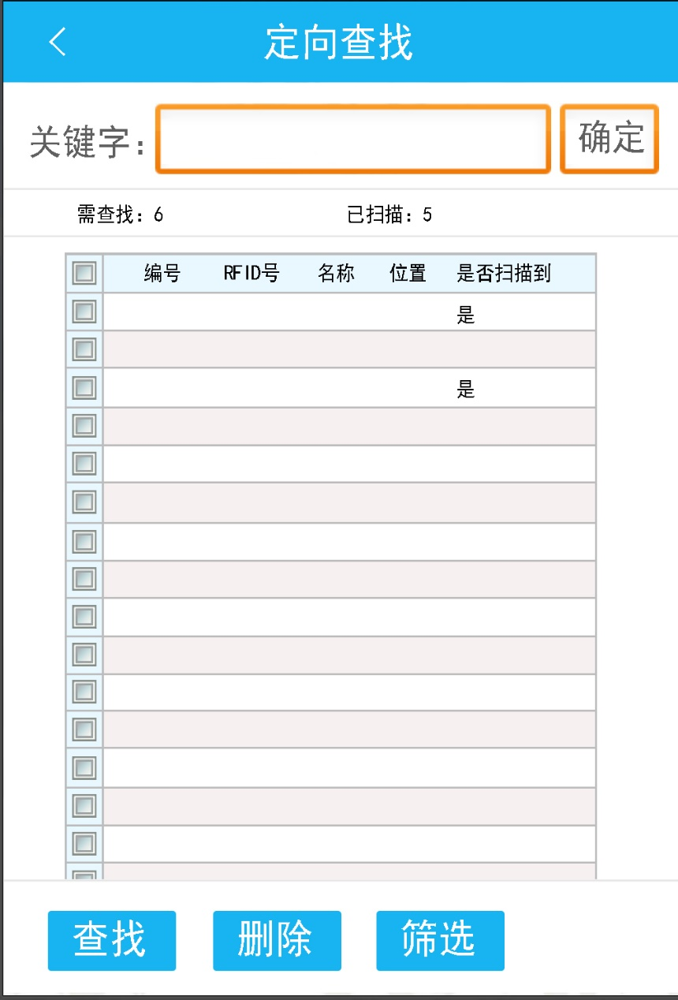 定向查找
关键字： 确定
需查找：6 已扫描：5
编号 RFID号 名称 位置 是否扫描到
是
是
查找 删除 筛选